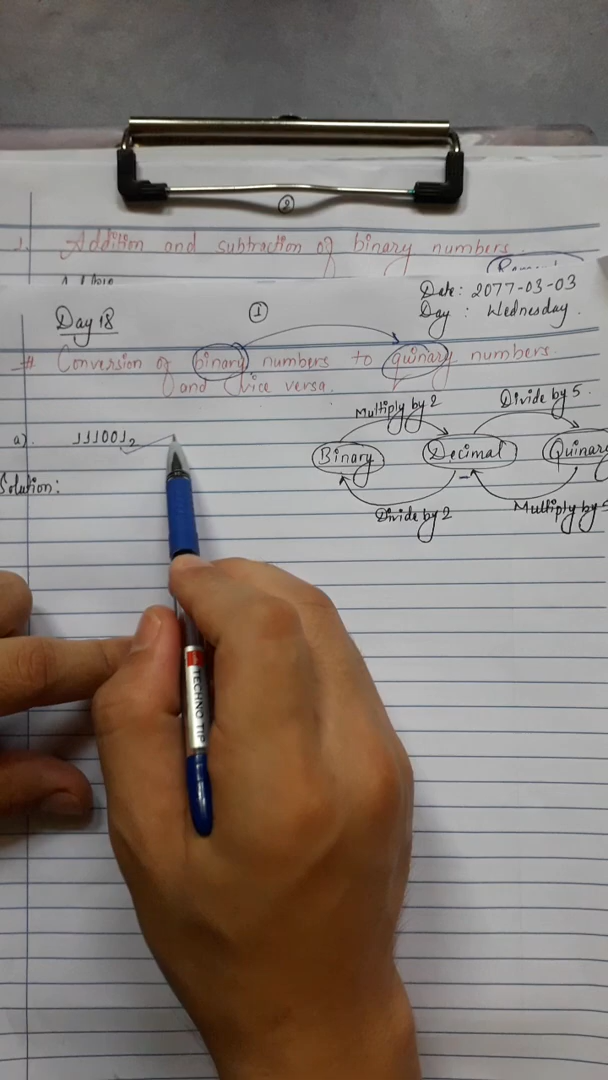 ②
1. Addition and subtraction of binary numbers.
Date: 2077-03-03
Day 18
①
Day : Wednesday.
# Conversion of binary numbers to quinary numbers
and vice versa.
Multiply by 2
Divide by 5.
a). 111001₂
Binary
Decimal
Quinary
Solution:
Divide by 2
Multiply by 5
TECHNO TIP